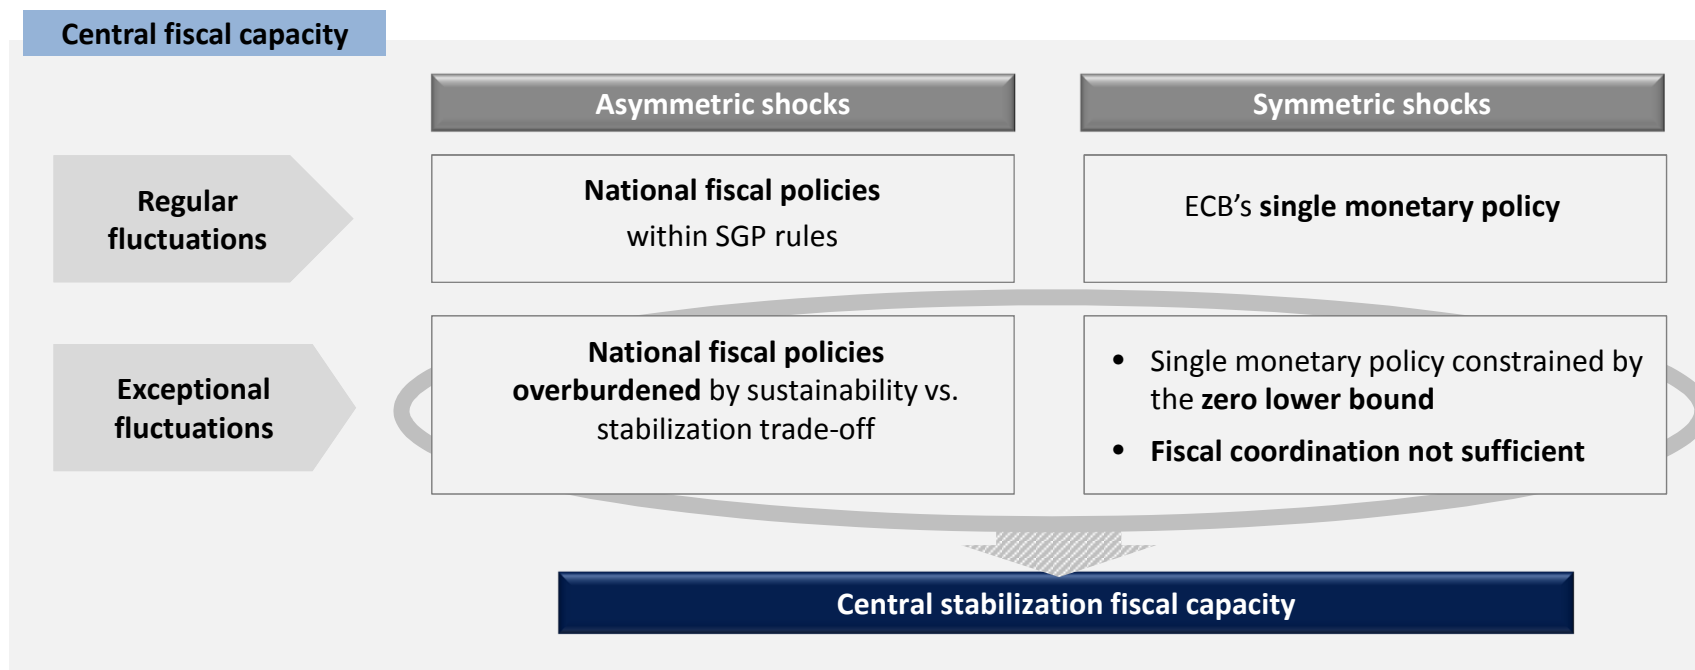 Central fiscal capacity
Asymmetric shocks
Symmetric shocks
Regular
fluctuations
National fiscal policies
within SGP rules
ECB’s single monetary policy
Exceptional
fluctuations
National fiscal policies
overburdened by sustainability vs.
stabilization trade-off
• Single monetary policy constrained by
the zero lower bound
• Fiscal coordination not sufficient
Central stabilization fiscal capacity